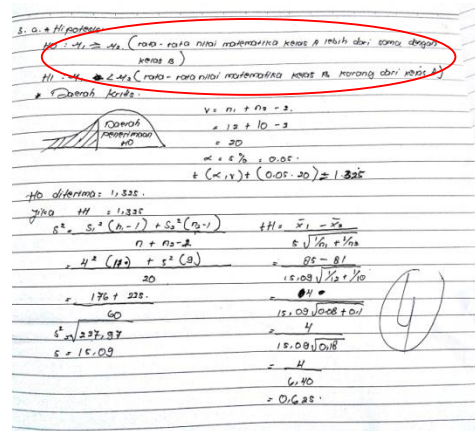 3. a. * Hipotesis
H0 : μ1 ≥ μ2 (rata-rata nilai matematika kelas A lebih dari sama dengan
kelas B)
H1 : μ1 < μ2 (rata-rata nilai matematika kelas kurang dari kelas)
* Daerah Kritis
Daerah
penerimaan
H0
V = n1 + n2 - 2.
= 12 + 10 - 2
= 20
α = 5% = 0.05.
t (α, v) + (0.05 . 20) = 1.325
H0 diterima = 1,325.
jika tH = 1,325
S² = S1² (n1 - 1) + S2² (n2 - 1)
n + n2 - 2
= 4² (11) + 5² (9)
20
= 176 + 225.
60
S² = √227,97
S = 15,09
tH = x̄1 - x̄2
S √1/n1 + 1/n2
= 85 - 81
15,09 √1/12 + 1/10
= 4
15,09 √0.08 + 0,1
= 4
15,09 √0,18
= 4
6,40
= 0,625.
4